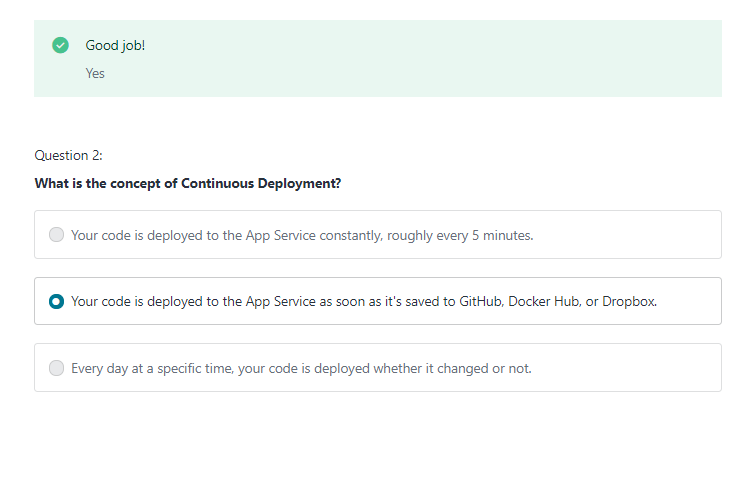 Good job!
Yes
Question 2:
What is the concept of Continuous Deployment?
Your code is deployed to the App Service constantly, roughly every 5 minutes.
Your code is deployed to the App Service as soon as it's saved to GitHub, Docker Hub, or Dropbox.
Every day at a specific time, your code is deployed whether it changed or not.